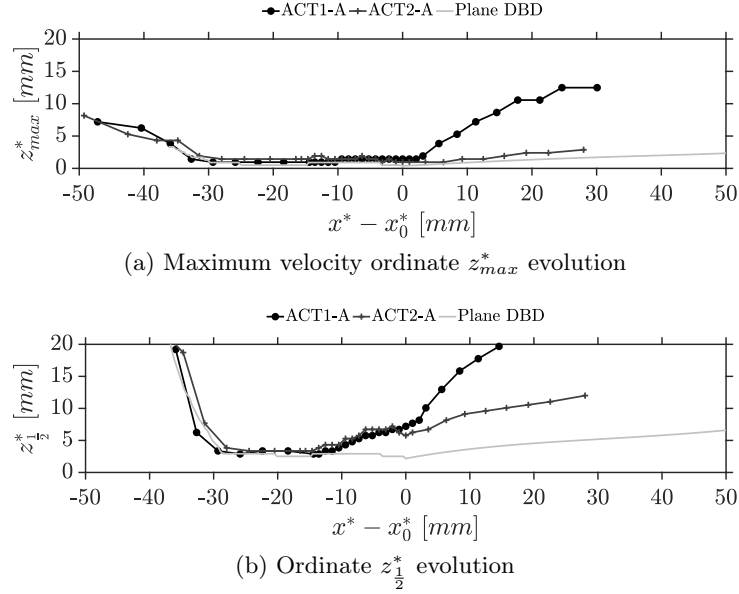 ACT1-A ACT2-A Plane DBD
20
15
10
5
0
z*max [mm]
-50 -40 -30 -20 -10 0 10 20 30 40 50
x* − x*0 [mm]
(a) Maximum velocity ordinate z*max evolution
ACT1-A ACT2-A Plane DBD
20
15
10
5
0
z*1/2 [mm]
-50 -40 -30 -20 -10 0 10 20 30 40 50
x* − x*0 [mm]
(b) Ordinate z*1/2 evolution